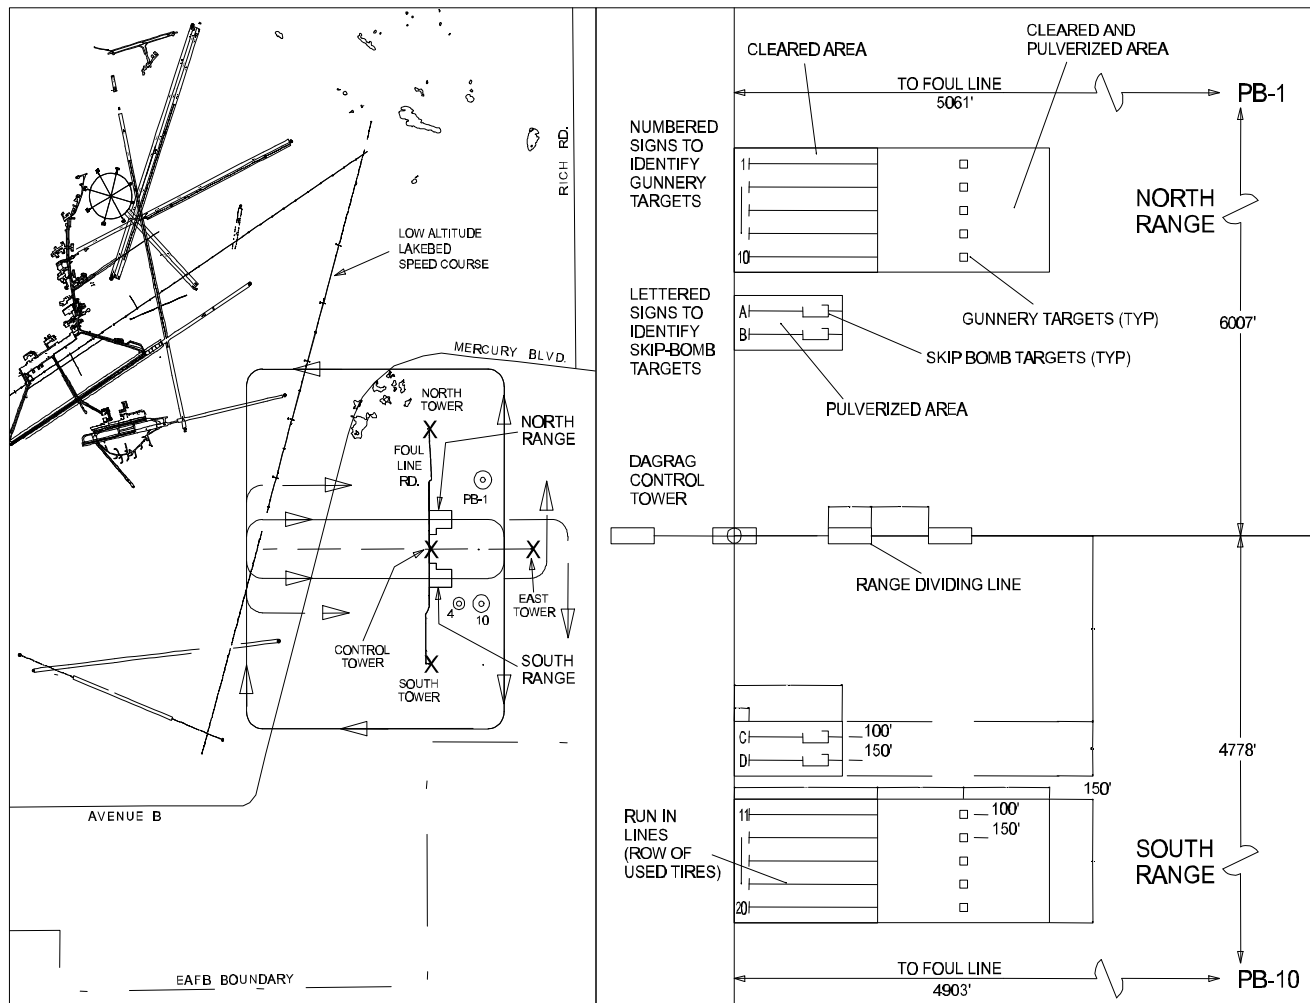 RICH RD.
LOW ALTITUDE
LAKEBED
SPEED COURSE
MERCURY BLVD.
NORTH
TOWER
NORTH
RANGE
FOUL
LINE
RD.
PB-1
EAST
TOWER
4
10
CONTROL
TOWER
SOUTH
RANGE
SOUTH
TOWER
AVENUE B
EAFB BOUNDARY
CLEARED AREA
CLEARED AND
PULVERIZED AREA
TO FOUL LINE
5061'
PB-1
NUMBERED
SIGNS TO
IDENTIFY
GUNNERY
TARGETS
1
10
NORTH
RANGE
LETTERED
SIGNS TO
IDENTIFY
SKIP-BOMB
TARGETS
A
B
GUNNERY TARGETS (TYP)
6007'
SKIP BOMB TARGETS (TYP)
PULVERIZED AREA
DAGRAG
CONTROL
TOWER
RANGE DIVIDING LINE
C
D
100'
150'
4778'
150'
11
20
100'
150'
RUN IN
LINES
(ROW OF
USED TIRES)
SOUTH
RANGE
TO FOUL LINE
4903'
PB-10